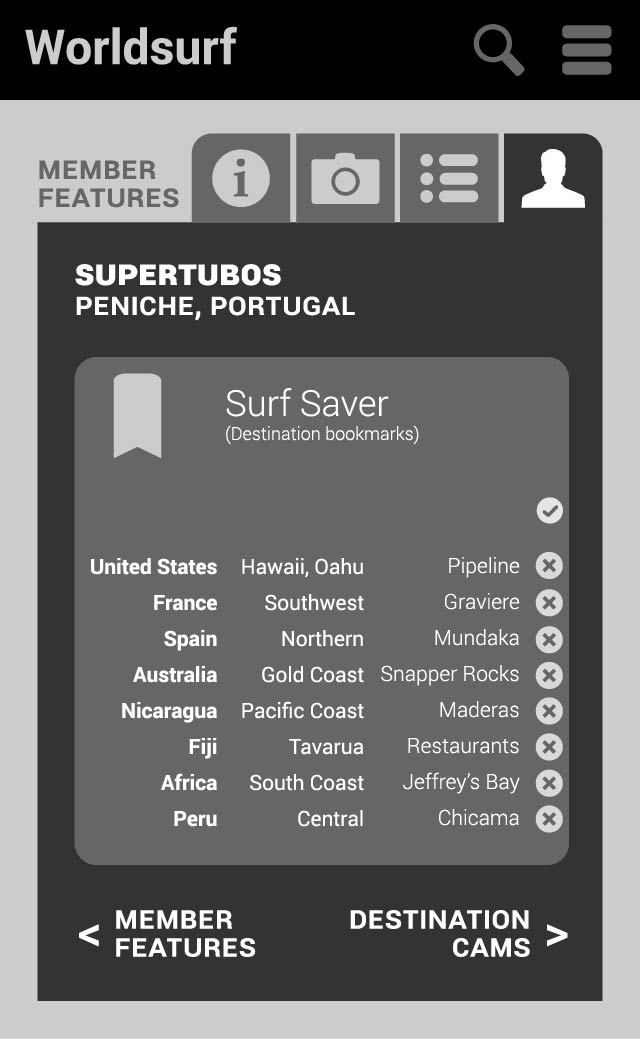 Worldsurf
MEMBER
FEATURES
SUPERTUBOS
PENICHE, PORTUGAL
Surf Saver
(Destination bookmarks)
United States Hawaii, Oahu Pipeline
France Southwest Graviere
Spain Northern Mundaka
Australia Gold Coast Snapper Rocks
Nicaragua Pacific Coast Maderas
Fiji Tavarua Restaurants
Africa South Coast Jeffrey's Bay
Peru Central Chicama
< MEMBER
FEATURES
DESTINATION >
CAMS